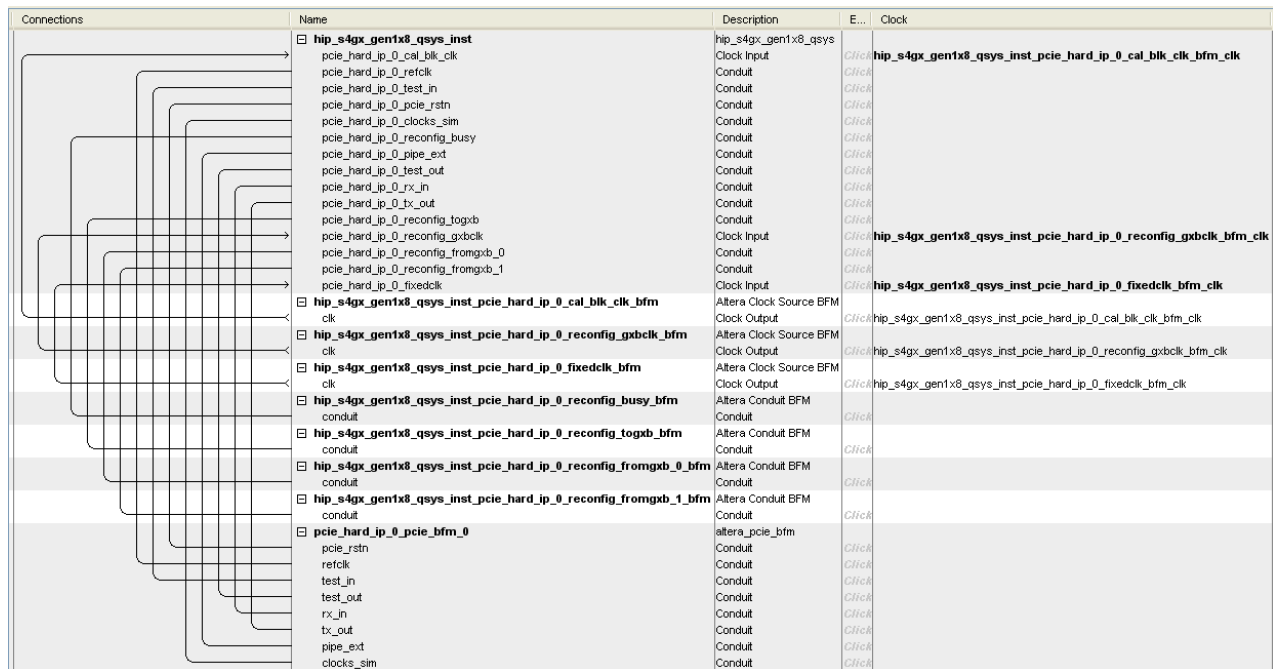 Connections Name Description E... Clock
hip_s4gx_gen1x8_qsys_inst hip_s4gx_gen1x8_qsys
pcie_hard_ip_0_cal_blk_clk Clock Input Click hip_s4gx_gen1x8_qsys_inst_pcie_hard_ip_0_cal_blk_clk_bfm_clk
pcie_hard_ip_0_refclk Conduit Click
pcie_hard_ip_0_test_in Conduit Click
pcie_hard_ip_0_pcie_rstn Conduit Click
pcie_hard_ip_0_clocks_sim Conduit Click
pcie_hard_ip_0_reconfig_busy Conduit Click
pcie_hard_ip_0_pipe_ext Conduit Click
pcie_hard_ip_0_test_out Conduit Click
pcie_hard_ip_0_rx_in Conduit Click
pcie_hard_ip_0_tx_out Conduit Click
pcie_hard_ip_0_reconfig_togxb Conduit Click
pcie_hard_ip_0_reconfig_gxbclk Clock Input Click hip_s4gx_gen1x8_qsys_inst_pcie_hard_ip_0_reconfig_gxbclk_bfm_clk
pcie_hard_ip_0_reconfig_fromgxb_0 Conduit Click
pcie_hard_ip_0_reconfig_fromgxb_1 Conduit Click
pcie_hard_ip_0_fixedclk Clock Input Click hip_s4gx_gen1x8_qsys_inst_pcie_hard_ip_0_fixedclk_bfm_clk
hip_s4gx_gen1x8_qsys_inst_pcie_hard_ip_0_cal_blk_clk_bfm Altera Clock Source BFM
clk Clock Output Click hip_s4gx_gen1x8_qsys_inst_pcie_hard_ip_0_cal_blk_clk_bfm_clk
hip_s4gx_gen1x8_qsys_inst_pcie_hard_ip_0_reconfig_gxbclk_bfm Altera Clock Source BFM
clk Clock Output Click hip_s4gx_gen1x8_qsys_inst_pcie_hard_ip_0_reconfig_gxbclk_bfm_clk
hip_s4gx_gen1x8_qsys_inst_pcie_hard_ip_0_fixedclk_bfm Altera Clock Source BFM
clk Clock Output Click hip_s4gx_gen1x8_qsys_inst_pcie_hard_ip_0_fixedclk_bfm_clk
hip_s4gx_gen1x8_qsys_inst_pcie_hard_ip_0_reconfig_busy_bfm Altera Conduit BFM
conduit Conduit Click
hip_s4gx_gen1x8_qsys_inst_pcie_hard_ip_0_reconfig_togxb_bfm Altera Conduit BFM
conduit Conduit Click
hip_s4gx_gen1x8_qsys_inst_pcie_hard_ip_0_reconfig_fromgxb_0_bfm Altera Conduit BFM
conduit Conduit Click
hip_s4gx_gen1x8_qsys_inst_pcie_hard_ip_0_reconfig_fromgxb_1_bfm Altera Conduit BFM
conduit Conduit Click
pcie_hard_ip_0_pcie_bfm_0 altera_pcie_bfm
pcie_rstn Conduit Click
refclk Conduit Click
test_in Conduit Click
test_out Conduit Click
rx_in Conduit Click
tx_out Conduit Click
pipe_ext Conduit Click
clocks_sim Conduit Click